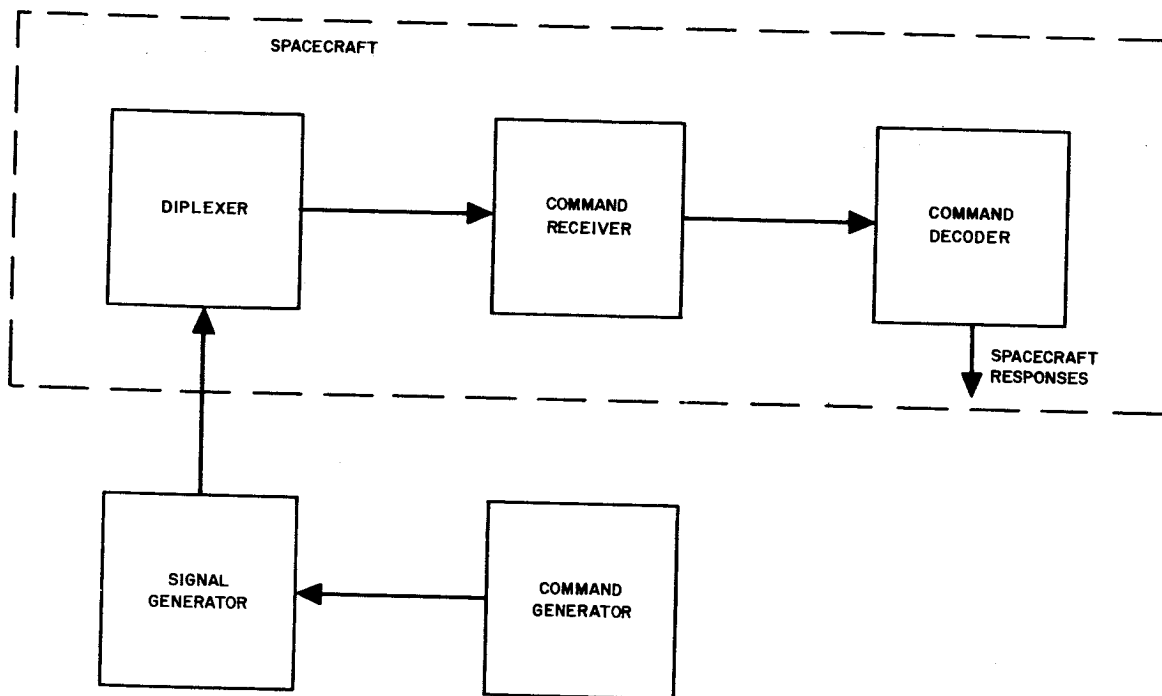 SPACECRAFT
DIPLEXER
COMMAND
RECEIVER
COMMAND
DECODER
SPACECRAFT
RESPONSES
SIGNAL
GENERATOR
COMMAND
GENERATOR